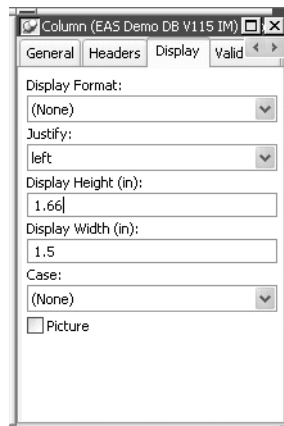 Column (EAS Demo DB V115 IM)
General Headers Display Valid
Display Format:
(None)
Justify:
left
Display Height (in):
1.66
Display Width (in):
1.5
Case:
(None)
Picture